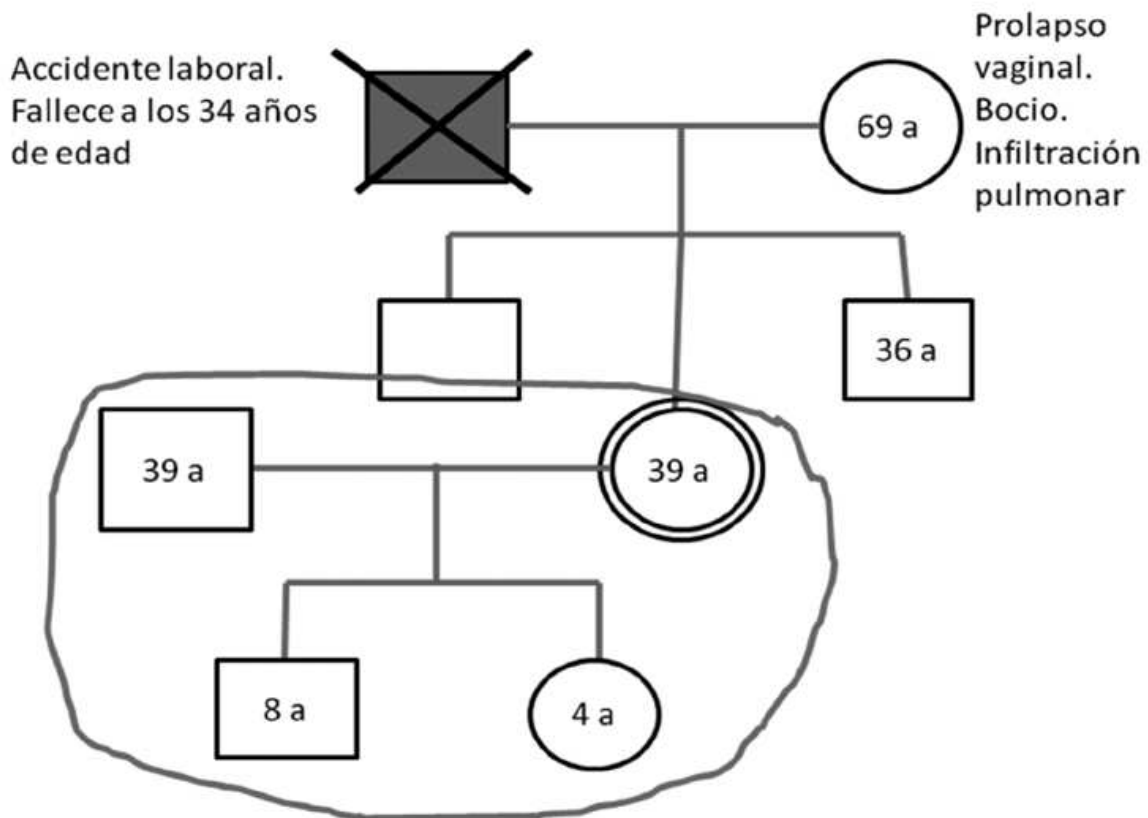 Accidente laboral.
Fallece a los 34 años
de edad
69 a
Prolapso
vaginal.
Bocio.
Infiltración
pulmonar
36 a
39 a
39 a
8 a
4 a